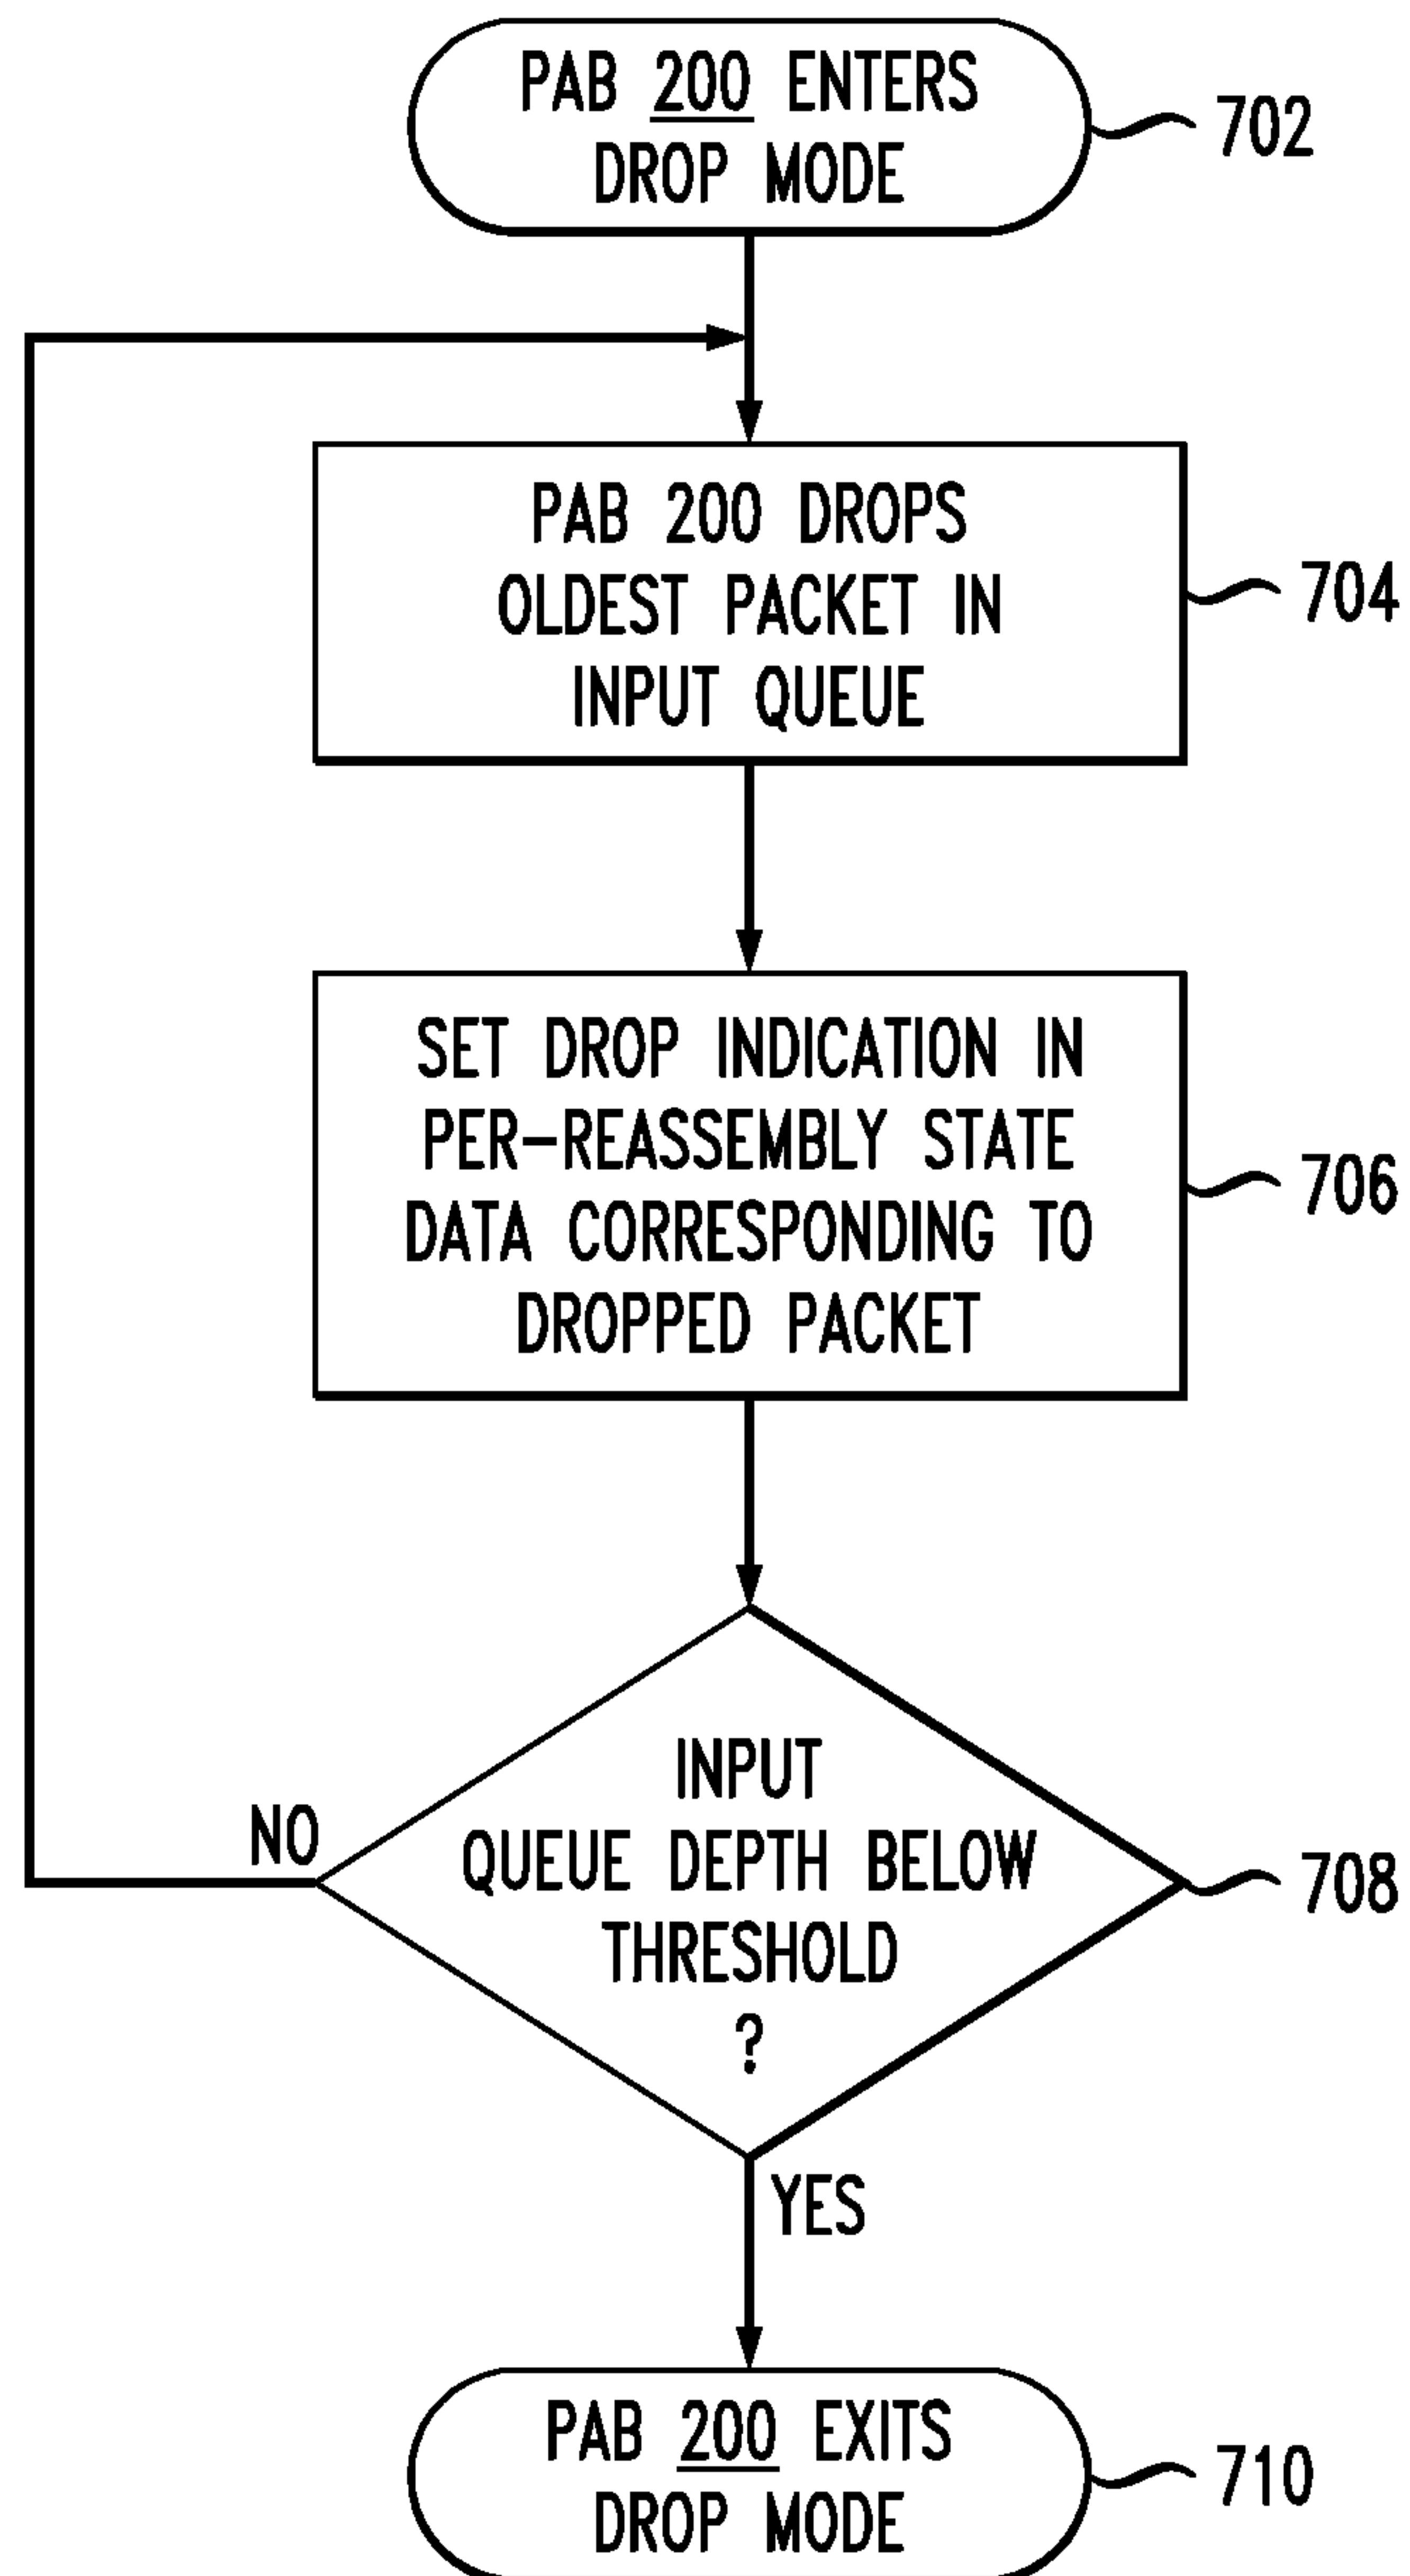 PAB 200 ENTERS
DROP MODE
702
PAB 200 DROPS
OLDEST PACKET IN
INPUT QUEUE
704
SET DROP INDICATION IN
PER-REASSEMBLY STATE
DATA CORRESPONDING TO
DROPPED PACKET
706
INPUT
QUEUE DEPTH BELOW
THRESHOLD
?
708
NO
YES
PAB 200 EXITS
DROP MODE
710